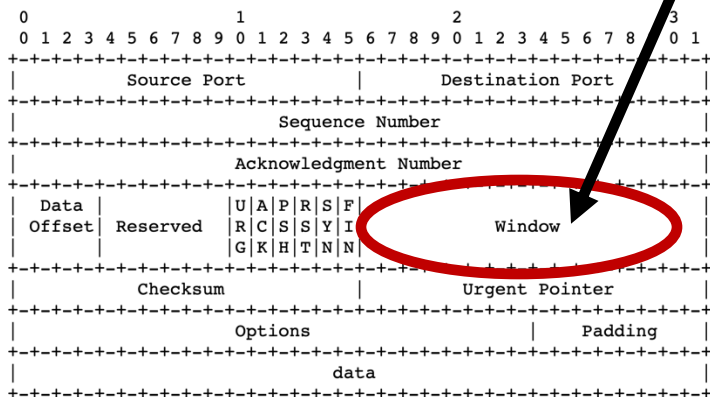 0                   1                   2                   3
 0 1 2 3 4 5 6 7 8 9 0 1 2 3 4 5 6 7 8 9 0 1 2 3 4 5 6 7 8   0 1
+-+-+-+-+-+-+-+-+-+-+-+-+-+-+-+-+-+-+-+-+-+-+-+-+-+-+-+-+-+-+-+-+
|          Source Port          |       Destination Port        |
+-+-+-+-+-+-+-+-+-+-+-+-+-+-+-+-+-+-+-+-+-+-+-+-+-+-+-+-+-+-+-+-+
|                        Sequence Number                        |
+-+-+-+-+-+-+-+-+-+-+-+-+-+-+-+-+-+-+-+-+-+-+-+-+-+-+-+-+-+-+-+-+
|                    Acknowledgment Number                      |
+-+-+-+-+-+-+-+-+-+-+-+-+-+-+-+-+-+-+-+-+-+-+-+-+-+-+-+-+-+-+-+-+
|  Data |           |U|A|P|R|S|F|                               |
| Offset| Reserved  |R|C|S|S|Y|I|            Window             |
|       |           |G|K|H|T|N|N|                               |
+-+-+-+-+-+-+-+-+-+-+-+-+-+-+-+-+-+-+-+-+-+-+-+-+-+-+-+-+-+-+-+-+
|           Checksum            |         Urgent Pointer        |
+-+-+-+-+-+-+-+-+-+-+-+-+-+-+-+-+-+-+-+-+-+-+-+-+-+-+-+-+-+-+-+-+
|                    Options                    |    Padding    |
+-+-+-+-+-+-+-+-+-+-+-+-+-+-+-+-+-+-+-+-+-+-+-+-+-+-+-+-+-+-+-+-+
|                             data                              |
+-+-+-+-+-+-+-+-+-+-+-+-+-+-+-+-+-+-+-+-+-+-+-+-+-+-+-+-+-+-+-+-+